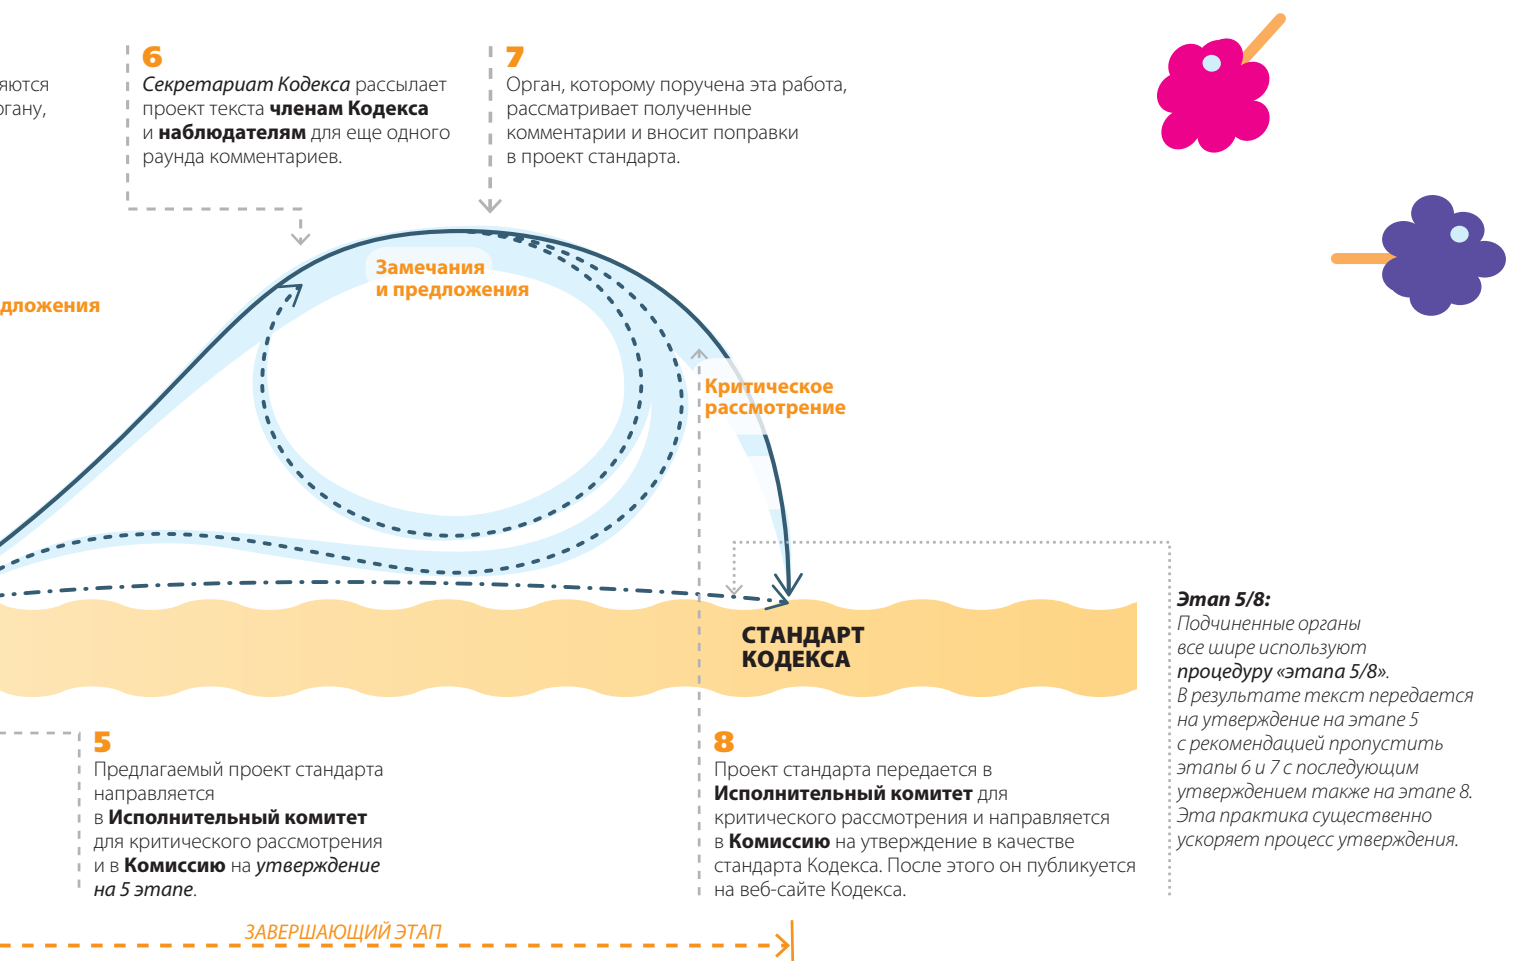 6
Секретариат Кодекса рассылает
проект текста членам Кодекса
и наблюдателям для еще одного
раунда комментариев.
7
Орган, которому поручена эта работа,
рассматривает полученные
комментарии и вносит поправки
в проект стандарта.
Замечания
и предложения
Критическое
рассмотрение
СТАНДАРТ
КОДЕКСА
Этап 5/8:
Подчиненные органы
все шире используют
процедуру «этапа 5/8».
В результате текст передается
на утверждение на этапе 5
с рекомендацией пропустить
этапы 6 и 7 с последующим
утверждением также на этапе 8.
Эта практика существенно
ускоряет процесс утверждения.
5
Предлагаемый проект стандарта
направляется
в Исполнительный комитет
для критического рассмотрения
и в Комиссию на утверждение
на 5 этапе.
8
Проект стандарта передается в
Исполнительный комитет для
критического рассмотрения и направляется
в Комиссию на утверждение в качестве
стандарта Кодекса. После этого он публикуется
на веб-сайте Кодекса.
ЗАВЕРШАЮЩИЙ ЭТАП